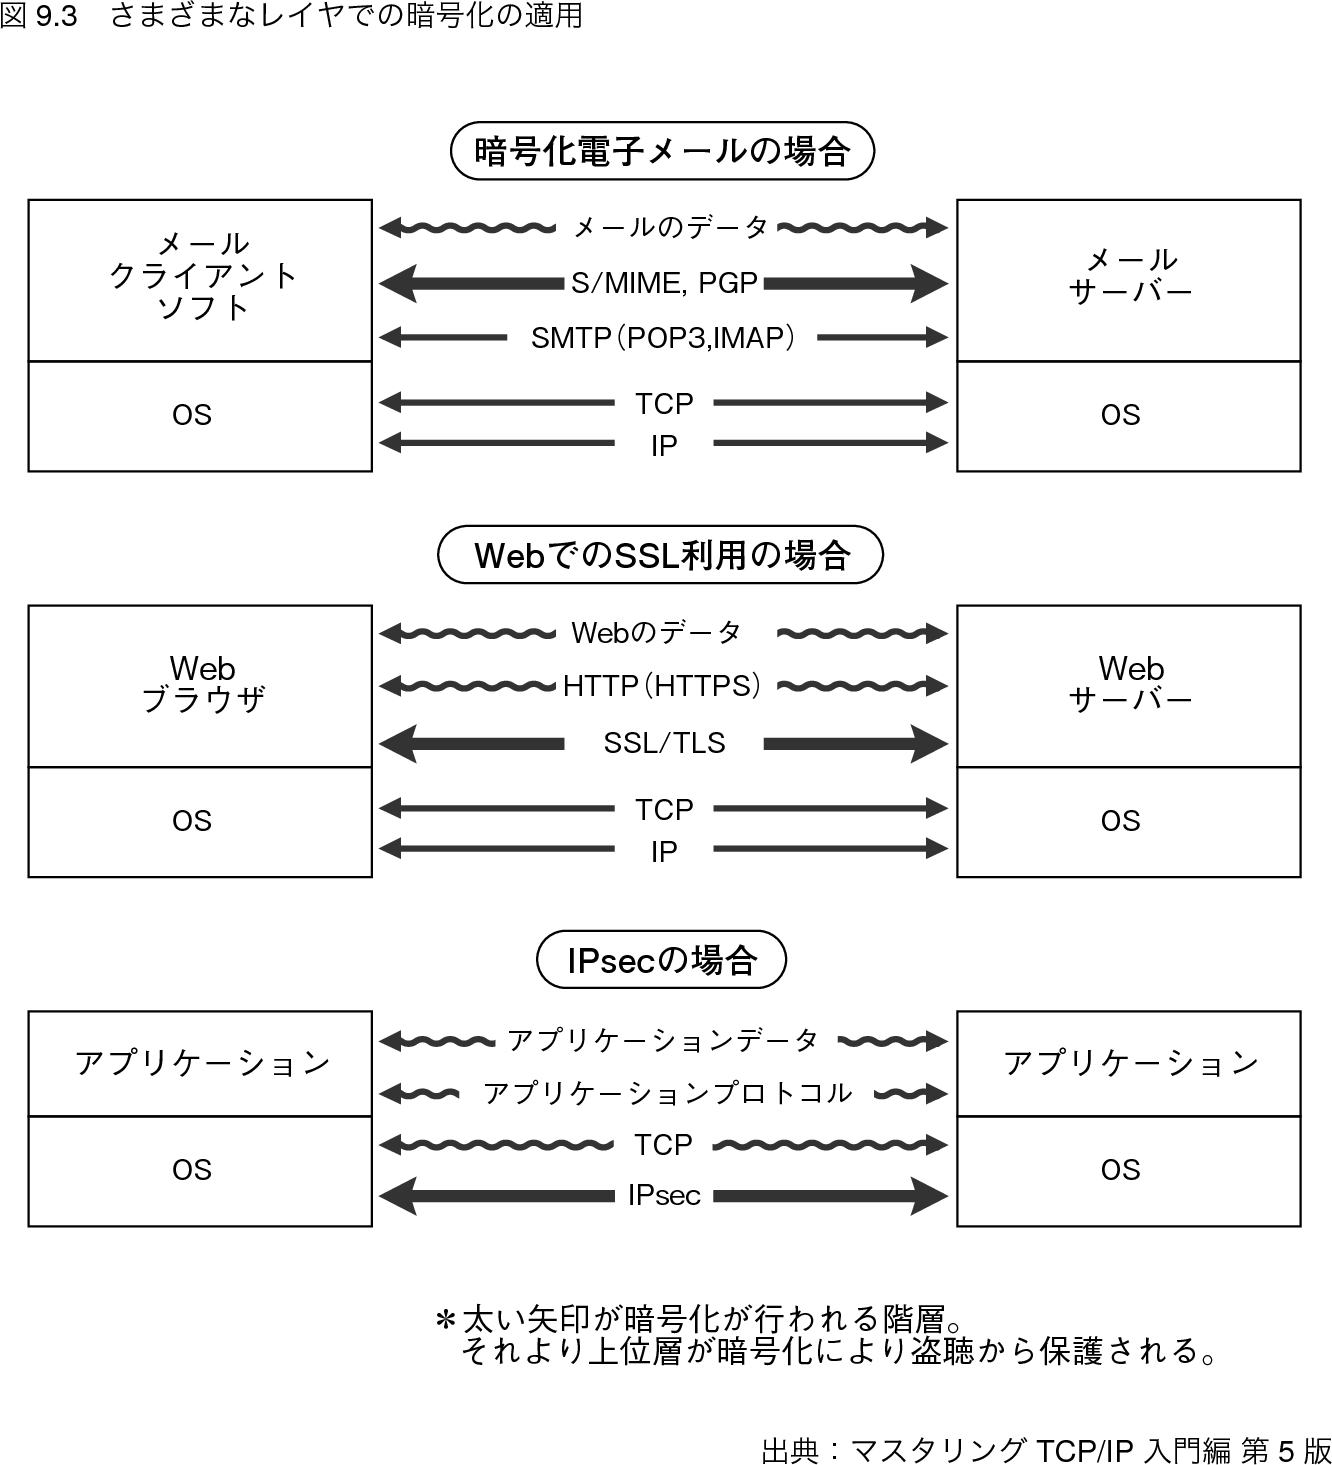 図 9.3　さまざまなレイヤでの暗号化の適用
暗号化電子メールの場合
メール
クライアント
ソフト
OS
メールのデータ
S/MIME, PGP
SMTP（POP3,IMAP）
TCP
IP
メール
サーバー
OS
WebでのSSL利用の場合
Web
ブラウザ
OS
Webのデータ
HTTP（HTTPS）
SSL/TLS
TCP
IP
Web
サーバー
OS
IPsecの場合
アプリケーション
OS
アプリケーションデータ
アプリケーションプロトコル
TCP
IPsec
アプリケーション
OS
＊太い矢印が暗号化が行われる階層。
それより上位層が暗号化により盗聴から保護される。
出典：マスタリング TCP/IP 入門編 第 5 版